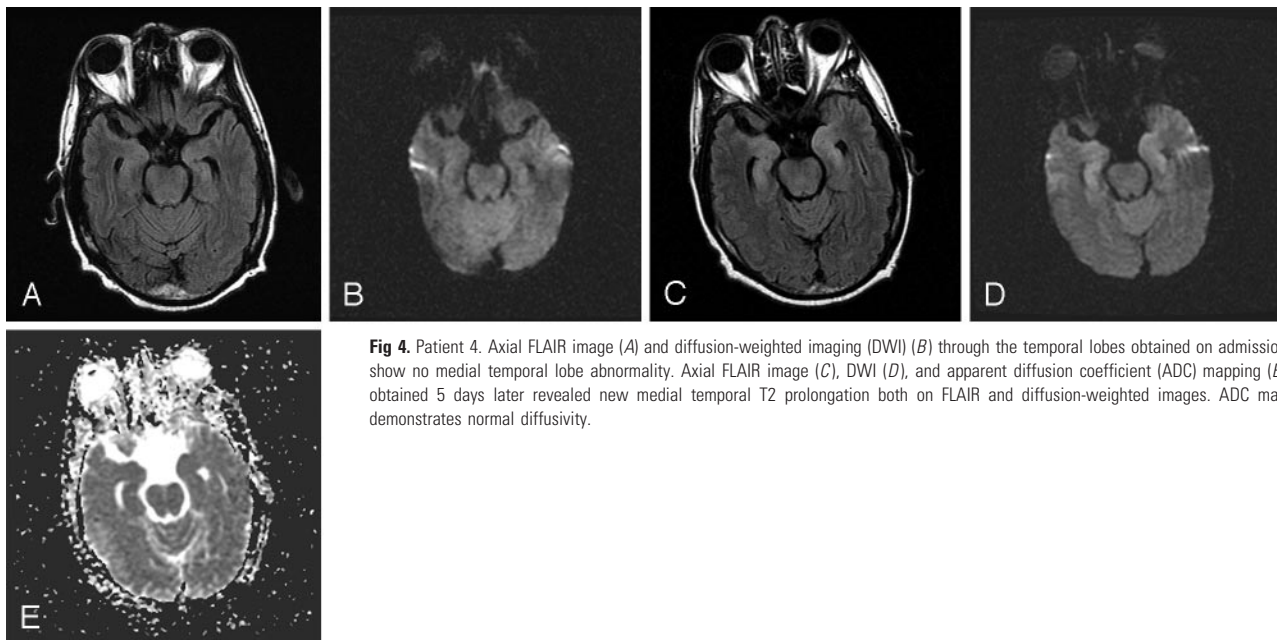 A
B
C
D
Fig 4. Patient 4. Axial FLAIR image (A) and diffusion-weighted imaging (DWI) (B) through the temporal lobes obtained on admissio
show no medial temporal lobe abnormality. Axial FLAIR image (C), DWI (D), and apparent diffusion coefficient (ADC) mapping (E
obtained 5 days later revealed new medial temporal T2 prolongation both on FLAIR and diffusion-weighted images. ADC ma
demonstrates normal diffusivity.
E